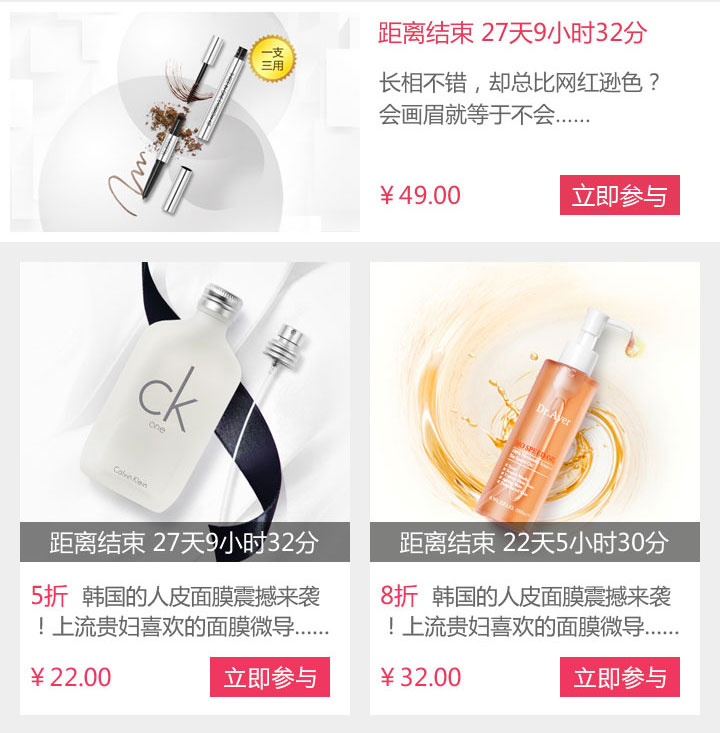 一支
三用
距离结束 27天9小时32分
长相不错，却总比网红逊色？
会画眉就等于不会......
￥49.00
立即参与
ck
one
Calvin Klein
距离结束 27天9小时32分
5折 韩国的人皮面膜震撼来袭
！上流贵妇喜欢的面膜微导......
￥22.00
立即参与
Dr.Ayer
距离结束 22天5小时30分
8折 韩国的人皮面膜震撼来袭
！上流贵妇喜欢的面膜微导......
￥32.00
立即参与